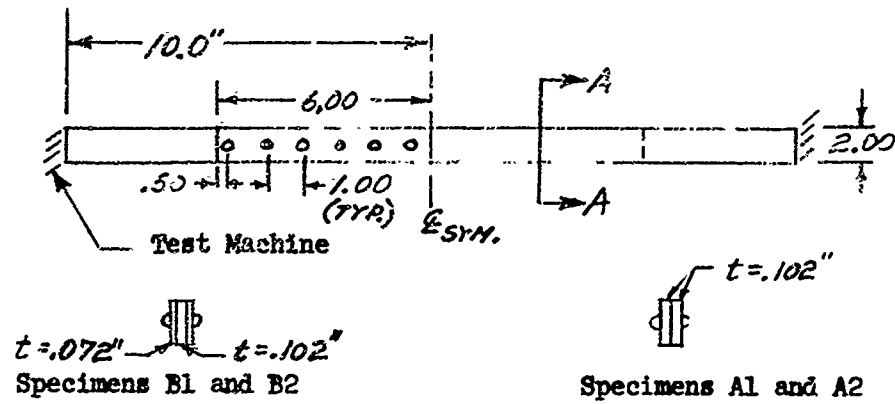 10.0"
6.00
A
2.00
.50
1.00
(TYP.)
A
℄ SYM.
Test Machine
t=.102"
t=.072"
t=.102"
Specimens B1 and B2
Specimens A1 and A2